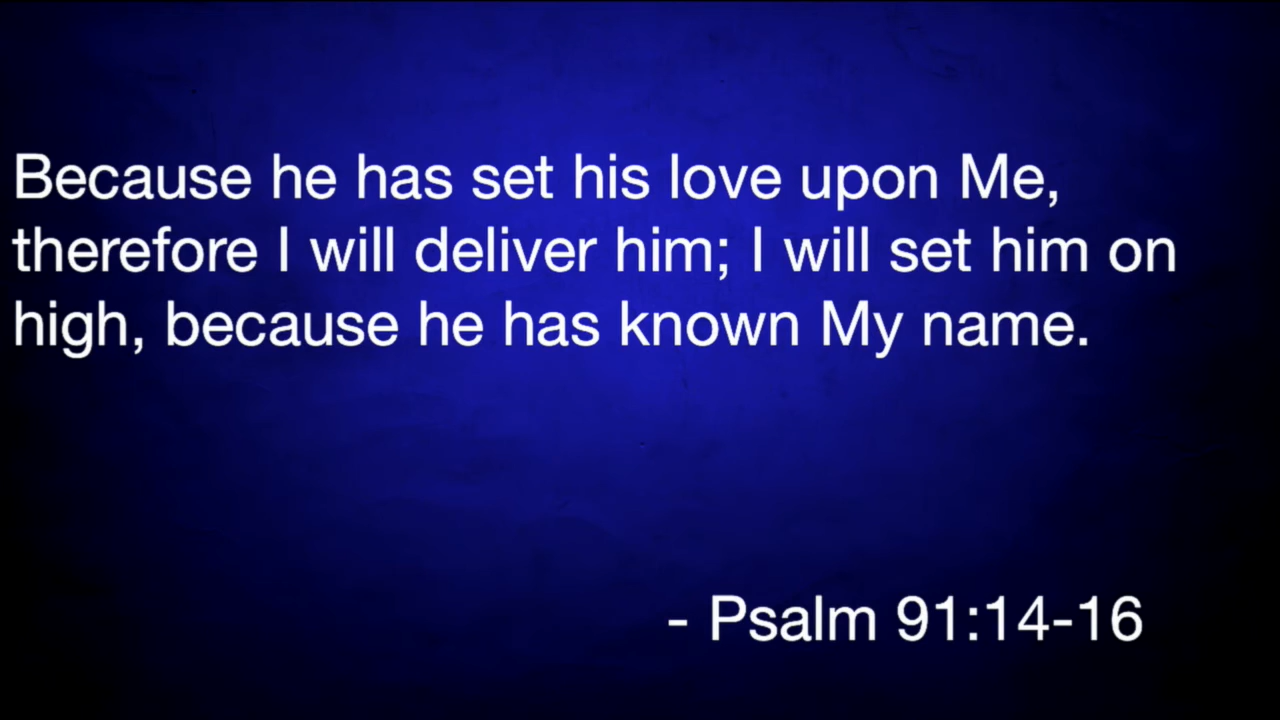 Because he has set his love upon Me,
therefore I will deliver him; I will set him on
high, because he has known My name.
- Psalm 91:14-16